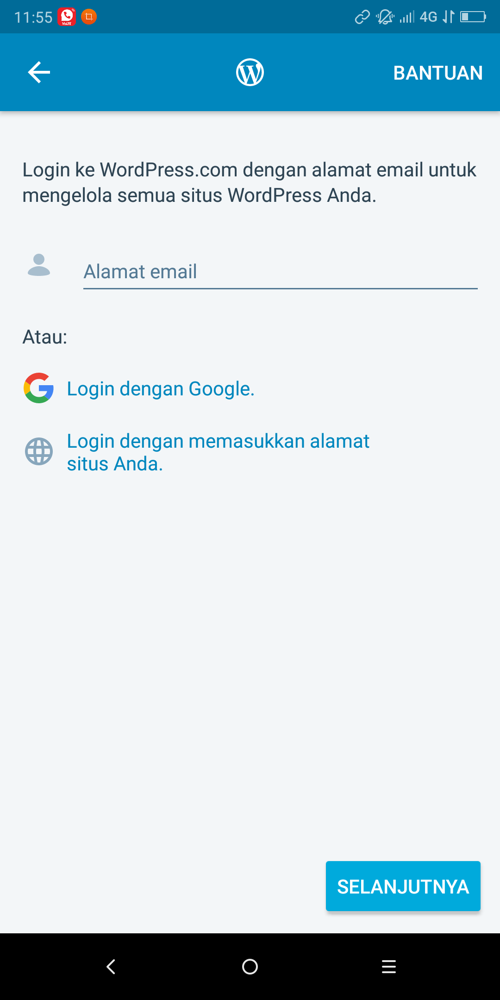 11:55
VoLTE
4G
BANTUAN
Login ke WordPress.com dengan alamat email untuk
mengelola semua situs WordPress Anda.
Alamat email
Atau:
Login dengan Google.
Login dengan memasukkan alamat
situs Anda.
SELANJUTNYA